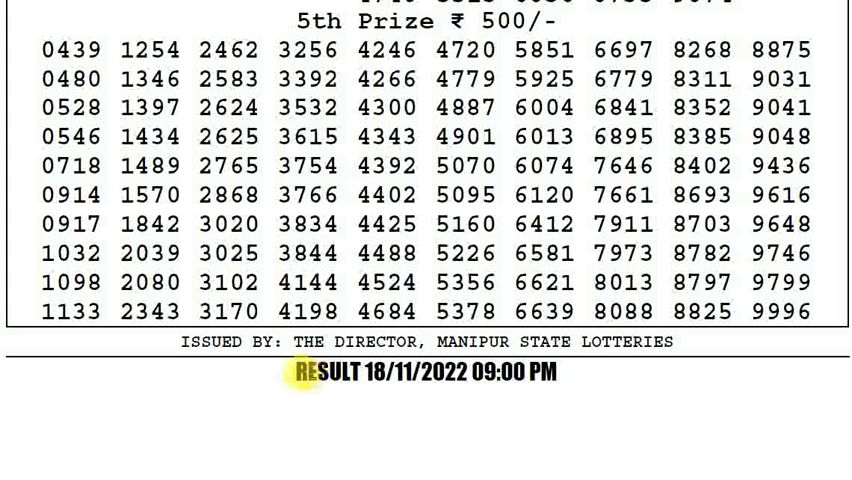 5th Prize ₹ 500/-
0439 1254 2462 3256 4246 4720 5851 6697 8268 8875
0480 1346 2583 3392 4266 4779 5925 6779 8311 9031
0528 1397 2624 3532 4300 4887 6004 6841 8352 9041
0546 1434 2625 3615 4343 4901 6013 6895 8385 9048
0718 1489 2765 3754 4392 5070 6074 7646 8402 9436
0914 1570 2868 3766 4402 5095 6120 7661 8693 9616
0917 1842 3020 3834 4425 5160 6412 7911 8703 9648
1032 2039 3025 3844 4488 5226 6581 7973 8782 9746
1098 2080 3102 4144 4524 5356 6621 8013 8797 9799
1133 2343 3170 4198 4684 5378 6639 8088 8825 9996
ISSUED BY: THE DIRECTOR, MANIPUR STATE LOTTERIES
RESULT 18/11/2022 09:00 PM